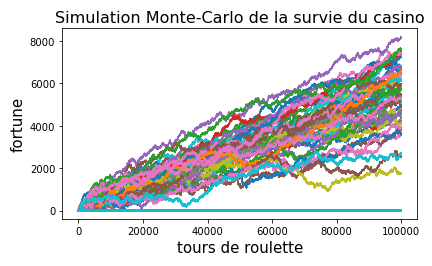 Simulation Monte-Carlo de la survie du casino
8000
6000
4000
2000
0
fortune
0 20000 40000 60000 80000 100000
tours de roulette